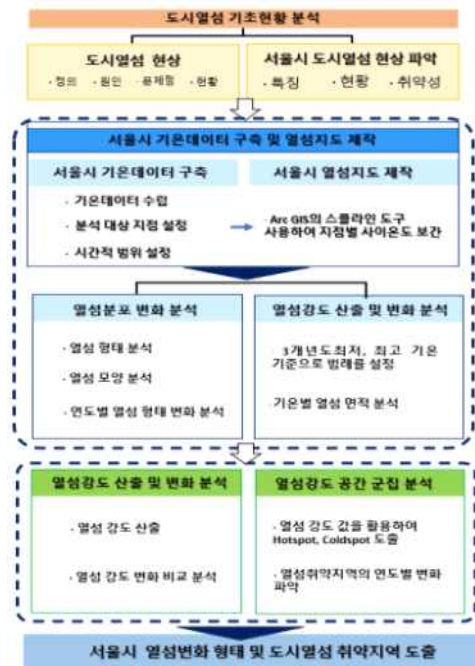 도시열섬 기초현황 분석
도시열섬 현상
· 정의 · 원인 · 문제점 · 현황
서울시 도시열섬 현상 파악
· 특징 · 현황 · 취약성
서울시 기온데이터 구축 및 열섬지도 제작
서울시 기온데이터 구축
· 기온데이터 수립
· 분석 대상 지점 설정
· 시간적 범위 설정
서울시 열섬지도 제작
· Arc GIS의 스플라인 도구
사용하여 지점별 사이온도 보간
열섬분포 변화 분석
· 열섬 형태 분석
· 열섬 모양 분석
· 연도별 열섬 형태 변화 분석
열섬강도 산출 및 변화 분석
· 3개년도최저, 최고 기온
기준으로 범례를 설정
· 기온별 열섬 면적 분석
열섬강도 산출 및 변화 분석
· 열섬 강도 산출
· 열섬 강도 변화 비교 분석
열섬강도 공간 군집 분석
· 열섬 강도 값을 활용하여
Hotspot, Coldspot 도출
· 열섬취약지역의 연도별 변화
파악
서울시 열섬변화 형태 및 도시열섬 취약지역 도출